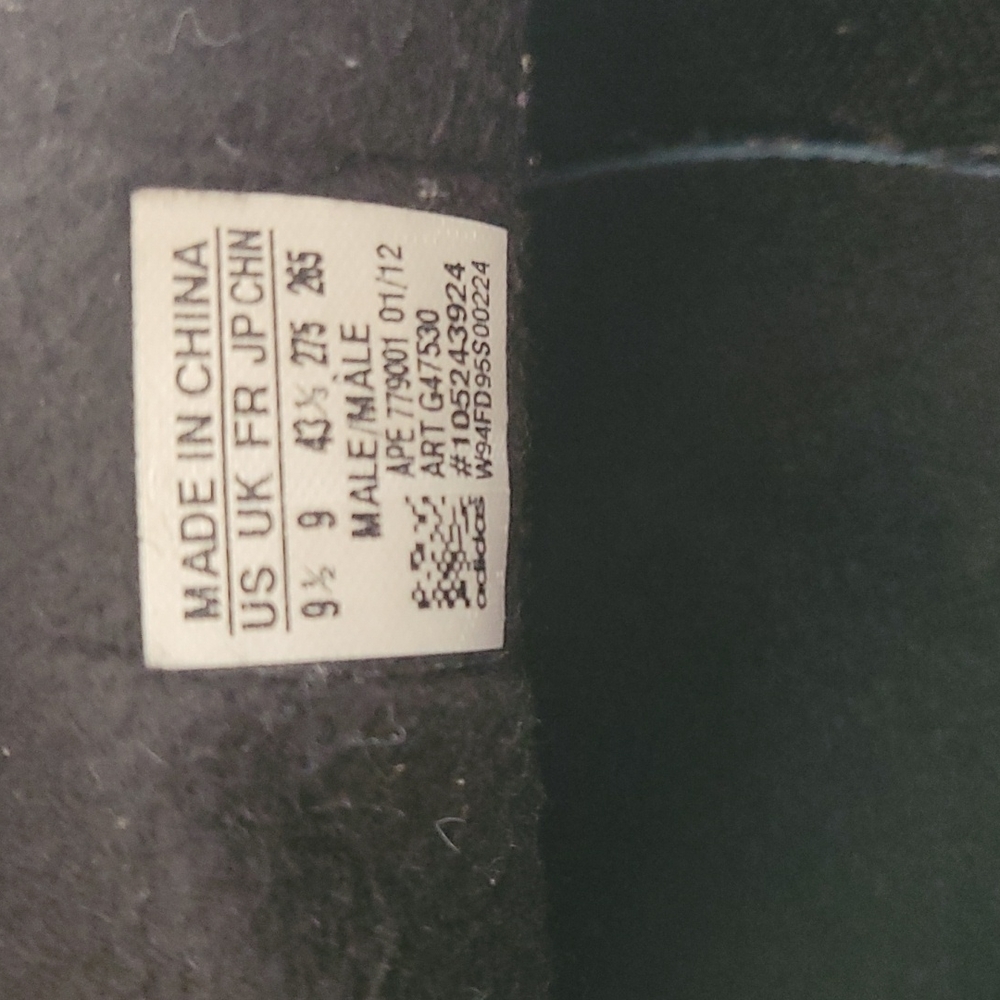 MADE IN CHINA
US UK FR JP CHN
9½ 9 43⅓ 275 265
MALE/MÂLE
APE 779001 01/12
ART G47530
#105243924
W94FD95S00224
adidas